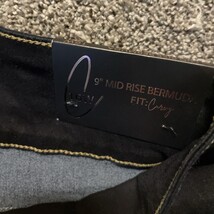 9" MID RISE BERMUDA
FIT: Curvy